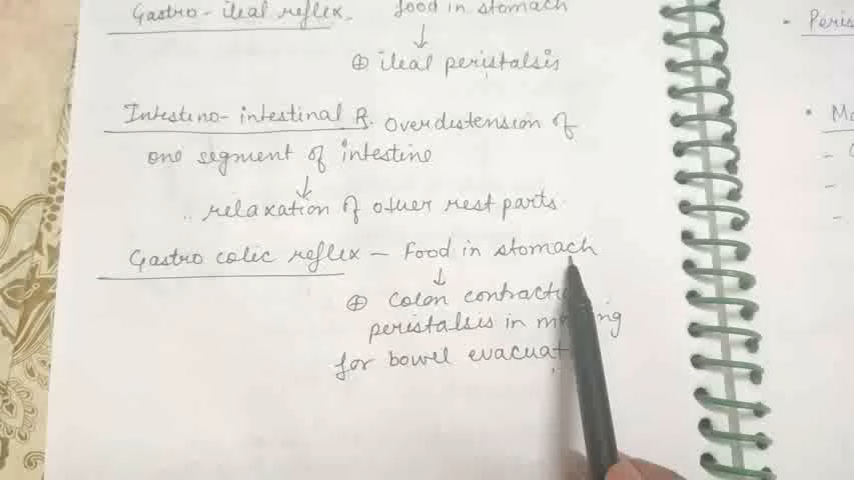 Gastro-ileal reflex. food in stomach
↓
⊕ ileal peristalsis
Intestino-intestinal R. Overdistension of
one segment of intestine
↓
relaxation of other rest parts
Gastro colic reflex – Food in stomach
↓
⊕ Colon
peristalsis in
for bowel
Peris